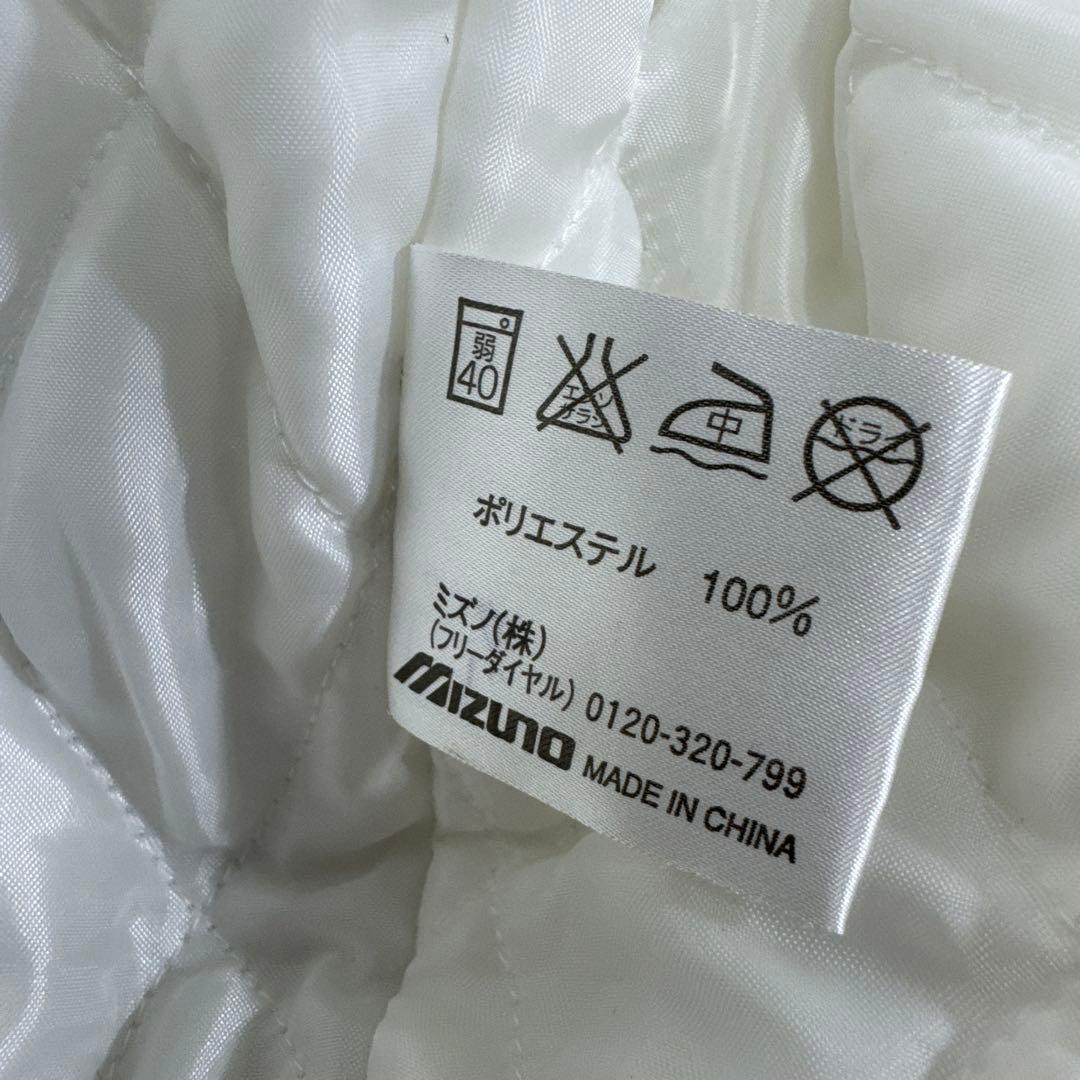 弱
40
エンソ
サラシ
中
ドライ
ポリエステル 100%
ミズノ(株)
(フリーダイヤル) 0120-320-799
MIZUNO MADE IN CHINA